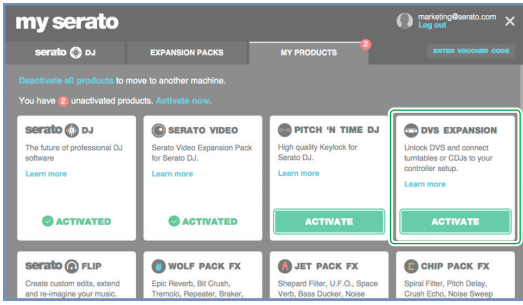 my serato
marketing@serato.com
Log out
serato DJ
EXPANSION PACKS
MY PRODUCTS
2
ENTER VOUCHER CODE
Deactivate all products to move to another machine.
You have 2 unactivated products. Activate now.
serato DJ
The future of professional DJ
software
Learn more
ACTIVATED
SERATO VIDEO
Serato Video Expansion Pack
for Serato DJ.
Learn more
ACTIVATED
PITCH 'N TIME DJ
High quality Keylock for
Serato DJ.
Learn more
ACTIVATE
DVS EXPANSION
Unlock DVS and connect
turntables or CDJs to your
controller setup.
Learn more
ACTIVATE
serato FLIP
Create custom edits, extend
and re-imagine your music.
WOLF PACK FX
Epic Reverb, Bit Crush,
Tremolo, Repeater, Braker,
JET PACK FX
Shepard Filter, U.F.O., Space
Verb, Bass Ducker, Noise
CHIP PACK FX
Spiral Filter, Pitch Delay,
Crush Echo, Noise Sweep